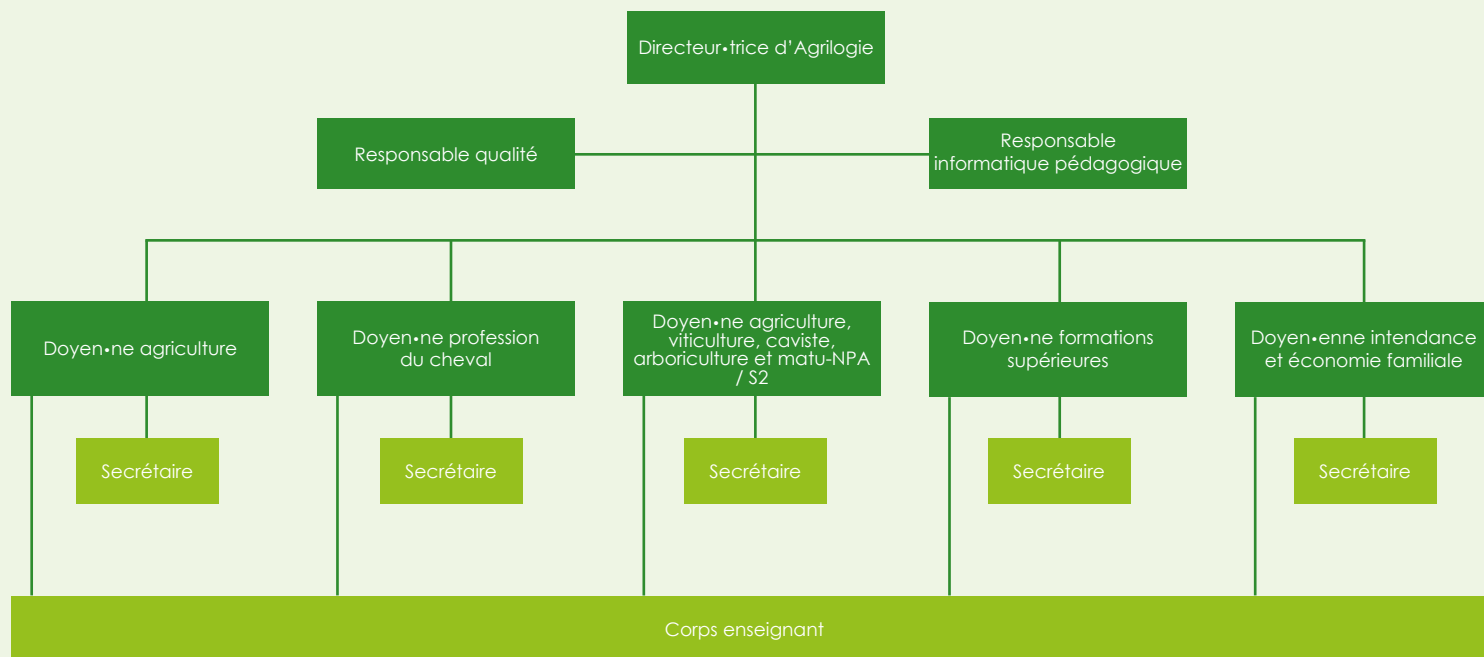 Directeur•trice d’Agrilogie
Responsable qualité
Responsable
informatique pédagogique
Doyen•ne agriculture
Doyen•ne profession
du cheval
Doyen•ne agriculture,
viticulture, caviste,
arboriculture et matu-NPA
/ S2
Doyen•ne formations
supérieures
Doyen•enne intendance
et économie familiale
Secrétaire
Secrétaire
Secrétaire
Secrétaire
Secrétaire
Corps enseignant